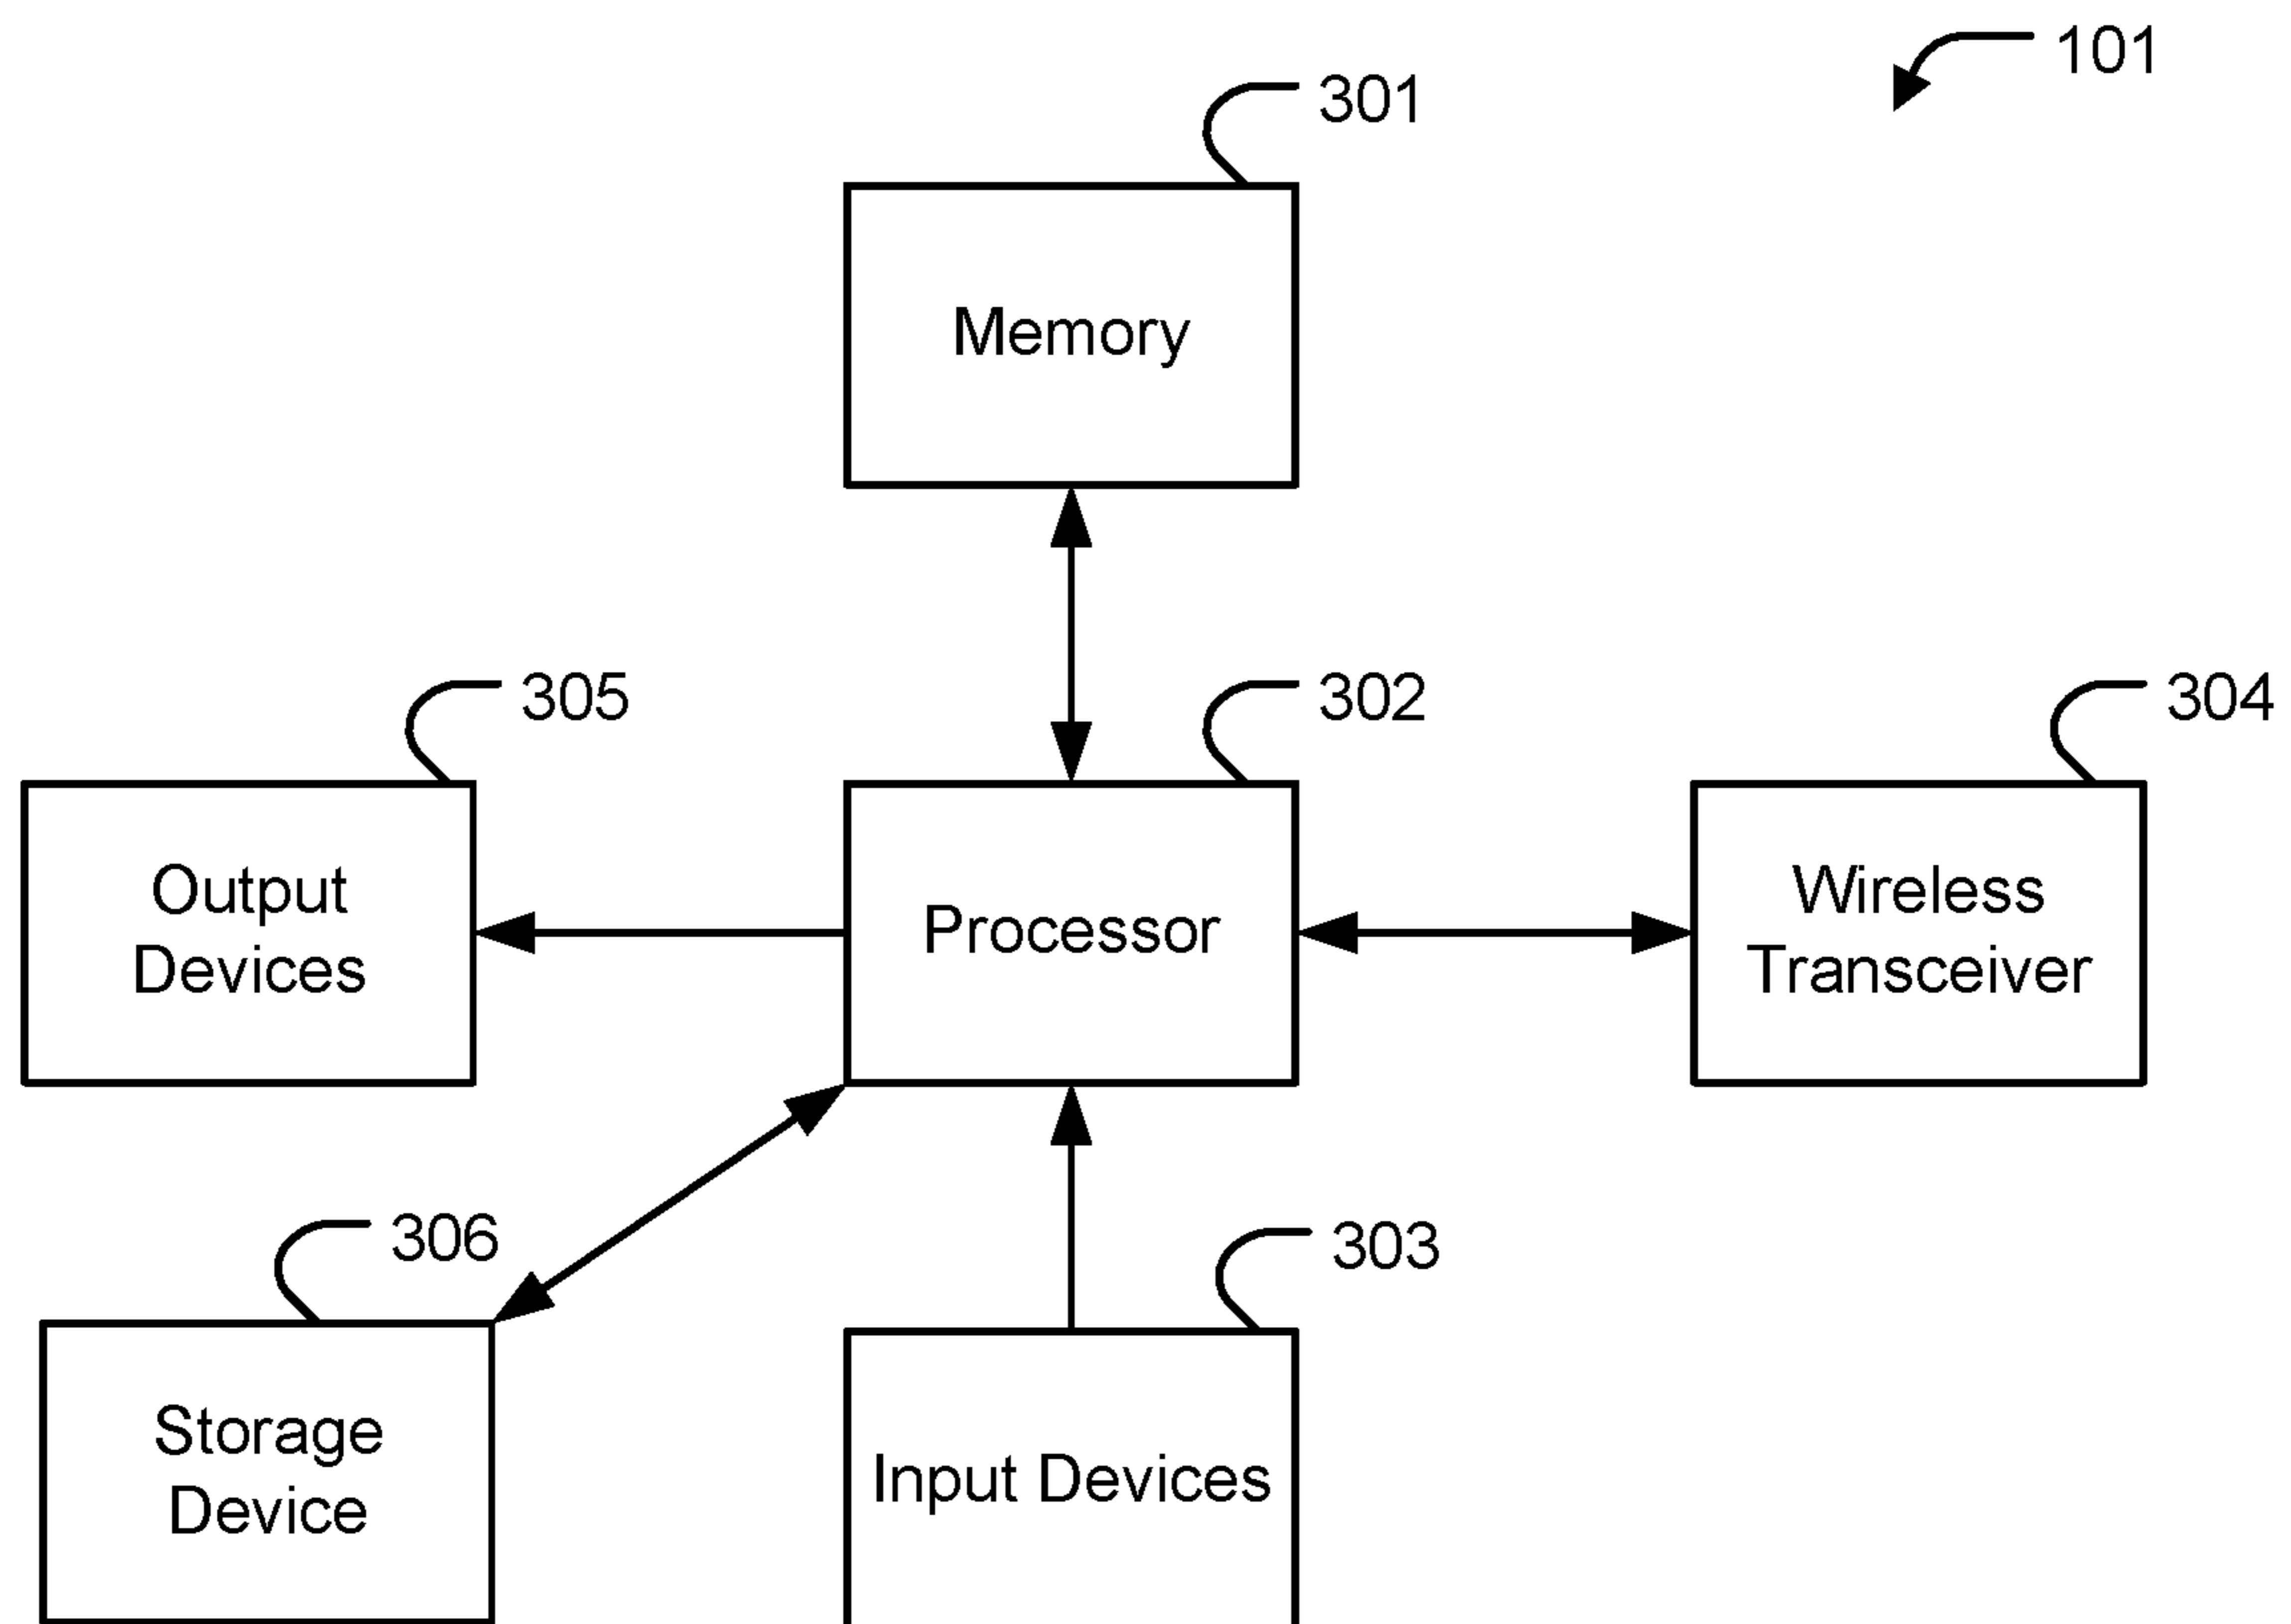 101
301
Memory
305
302
304
Output
Devices
Processor
Wireless
Transceiver
306
303
Storage
Device
Input Devices